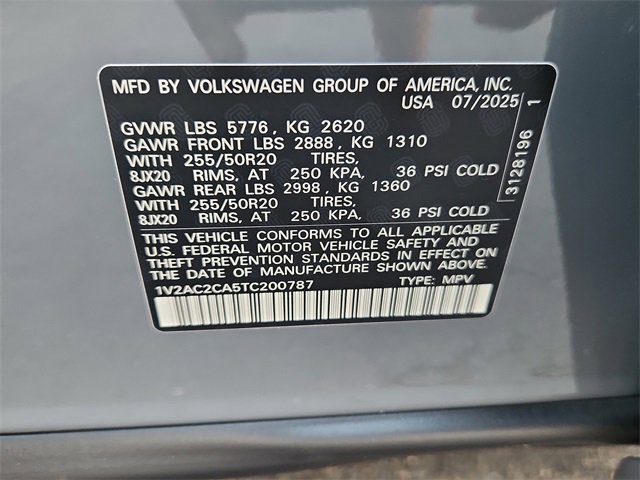 MFD BY VOLKSWAGEN GROUP OF AMERICA, INC.
USA 07/2025
GVWR LBS 5776, KG 2620
GAWR FRONT LBS 2888, KG 1310
WITH 255/50R20 TIRES,
8JX20 RIMS, AT 250 KPA, 36 PSI COLD
GAWR REAR LBS 2998, KG 1360
WITH 255/50R20 TIRES,
8JX20 RIMS, AT 250 KPA, 36 PSI COLD
THIS VEHICLE CONFORMS TO ALL APPLICABLE
U.S. FEDERAL MOTOR VEHICLE SAFETY AND
THEFT PREVENTION STANDARDS IN EFFECT ON
THE DATE OF MANUFACTURE SHOWN ABOVE.
1V2AC2CA5TC200787 TYPE: MPV
3128196 1